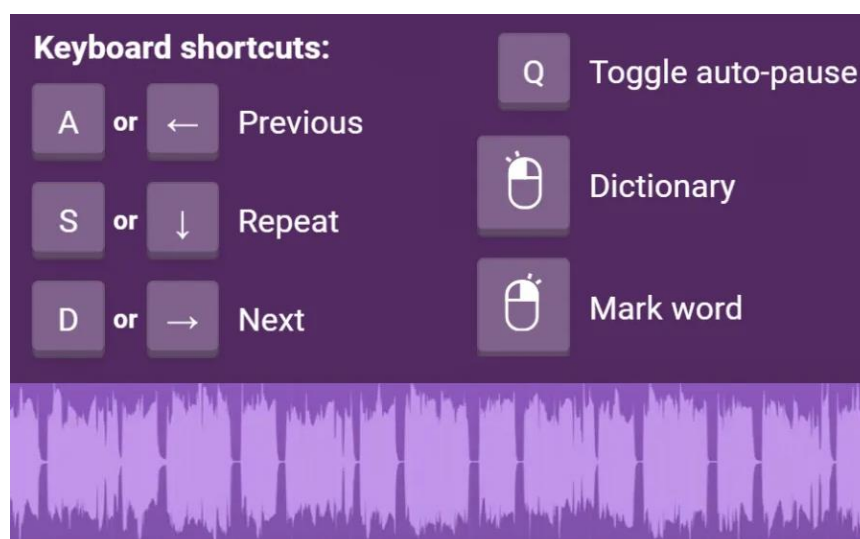 Keyboard shortcuts:
A or ← Previous
S or ↓ Repeat
D or → Next
Q Toggle auto-pause
Dictionary
Mark word